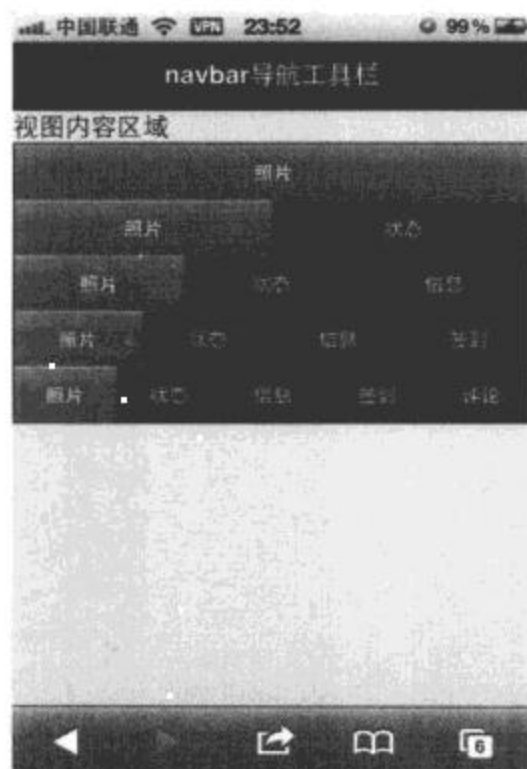 中国联通 VPN 23:52 99%
navbar导航工具栏
视图内容区域
照片
照片 状态
照片 状态 信息
照片 状态 信息 签到
照片 状态 信息 签到 评论
6